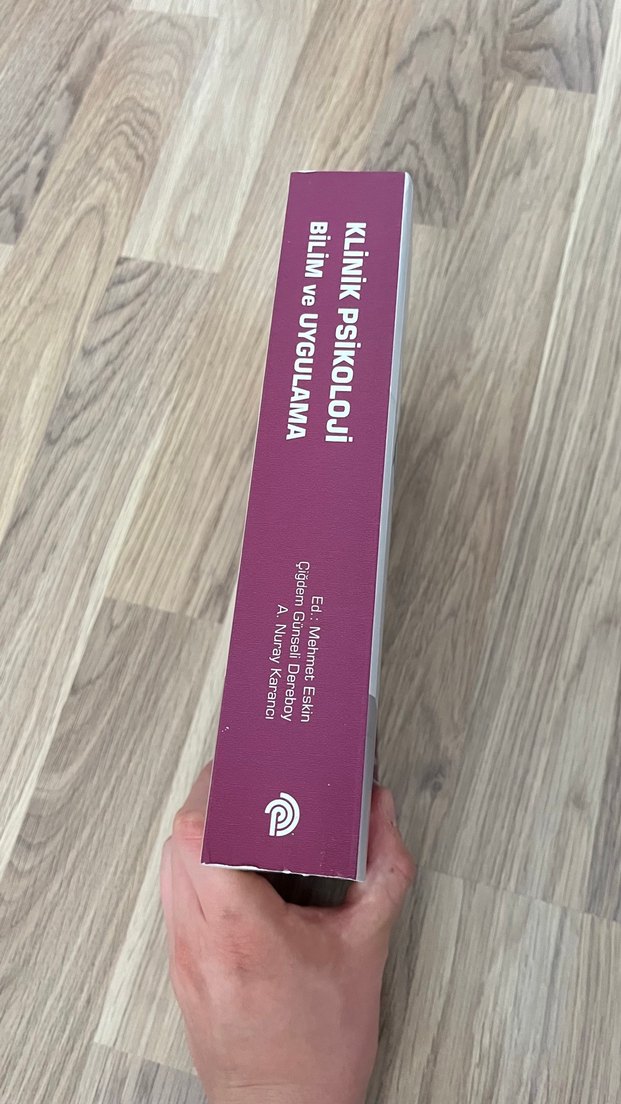 KLİNİK PSİKOLOJİ
BİLİM ve UYGULAMA
Ed.: Mehmet Eskin
Çiğdem Günseli Dereboy
A. Nuray Karancı